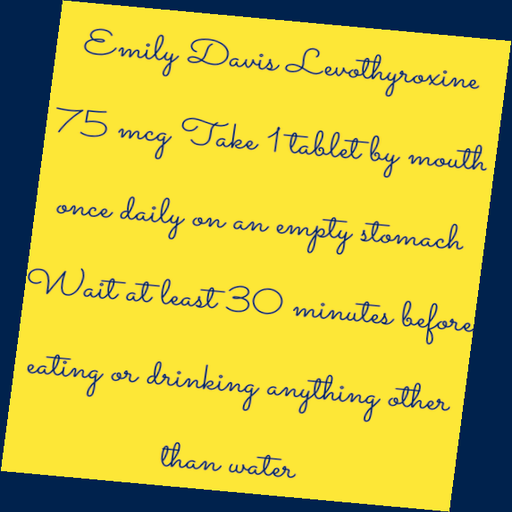 Emily Davis Levothyroxine
75 mcg Take 1 tablet by mouth
once daily on an empty stomach
Wait at least 30 minutes before
eating or drinking anything other
than water